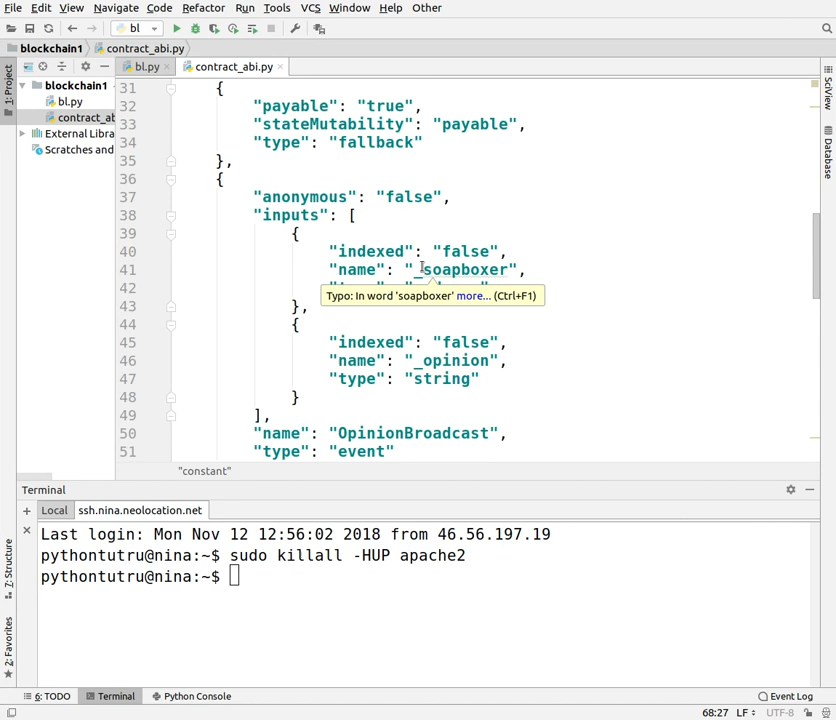 File Edit View Navigate Code Refactor Run Tools VCS Window Help Other
bl
blockchain1 contract_abi.py
1: Project
bl.py contract_abi.py
blockchain1
bl.py
contract_ab
External Libra
Scratches and
31 {
32 "payable": "true",
33 "stateMutability": "payable",
34 "type": "fallback"
35 },
36 {
37 "anonymous": "false",
38 "inputs": [
39 {
40 "indexed": "false",
41 "name": "_soapboxer",
42
Typo: In word 'soapboxer' more... (Ctrl+F1)
43 },
44 {
45 "indexed": "false",
46 "name": "_opinion",
47 "type": "string"
48 }
49 ],
50 "name": "OpinionBroadcast",
51 "type": "event"
"constant"
SciView
Database
Terminal
Local ssh.nina.neolocation.net
Last login: Mon Nov 12 12:56:02 2018 from 46.56.197.19
pythontutru@nina:~$ sudo killall -HUP apache2
pythontutru@nina:~$
7: Structure
2: Favorites
6: TODO Terminal Python Console Event Log
68:27 LF UTF-8